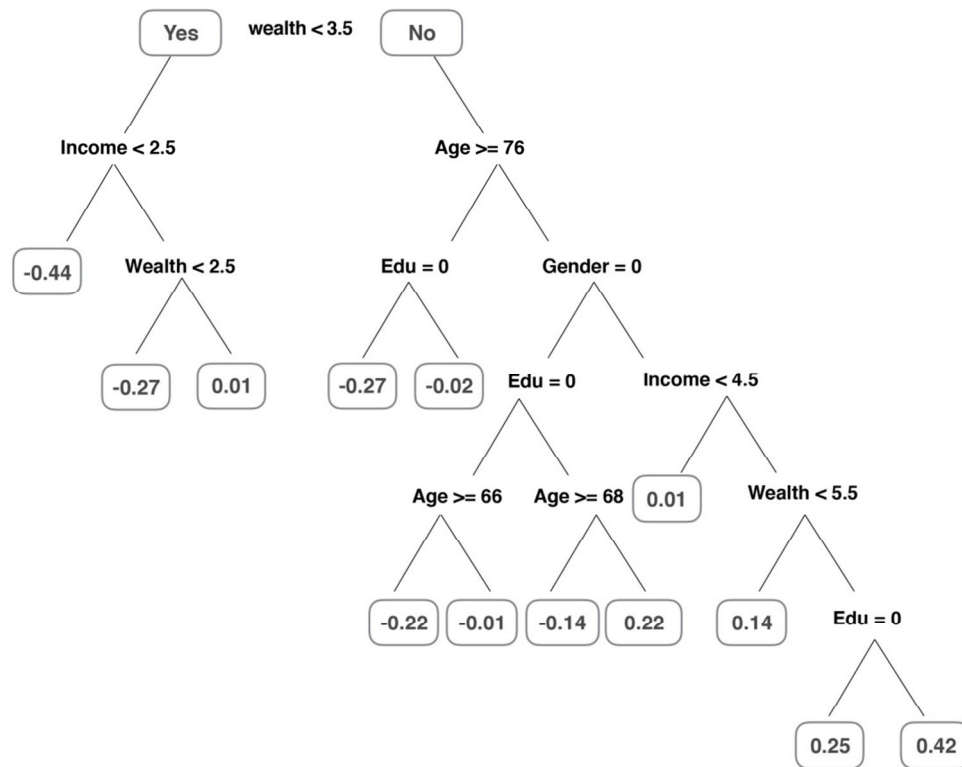 Yes wealth < 3.5 No
Income < 2.5 Age >= 76
-0.44 Wealth < 2.5 Edu = 0 Gender = 0
-0.27 0.01 -0.27 -0.02 Edu = 0 Income < 4.5
Age >= 66 Age >= 68 0.01 Wealth < 5.5
-0.22 -0.01 -0.14 0.22 0.14 Edu = 0
0.25 0.42